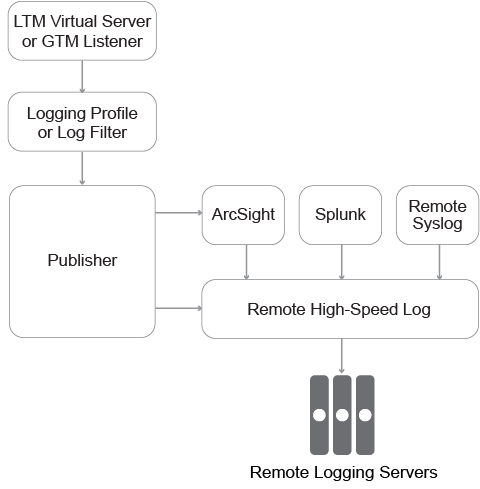 LTM Virtual Server
or GTM Listener
Logging Profile
or Log Filter
Publisher
ArcSight
Splunk
Remote
Syslog
Remote High-Speed Log
Remote Logging Servers